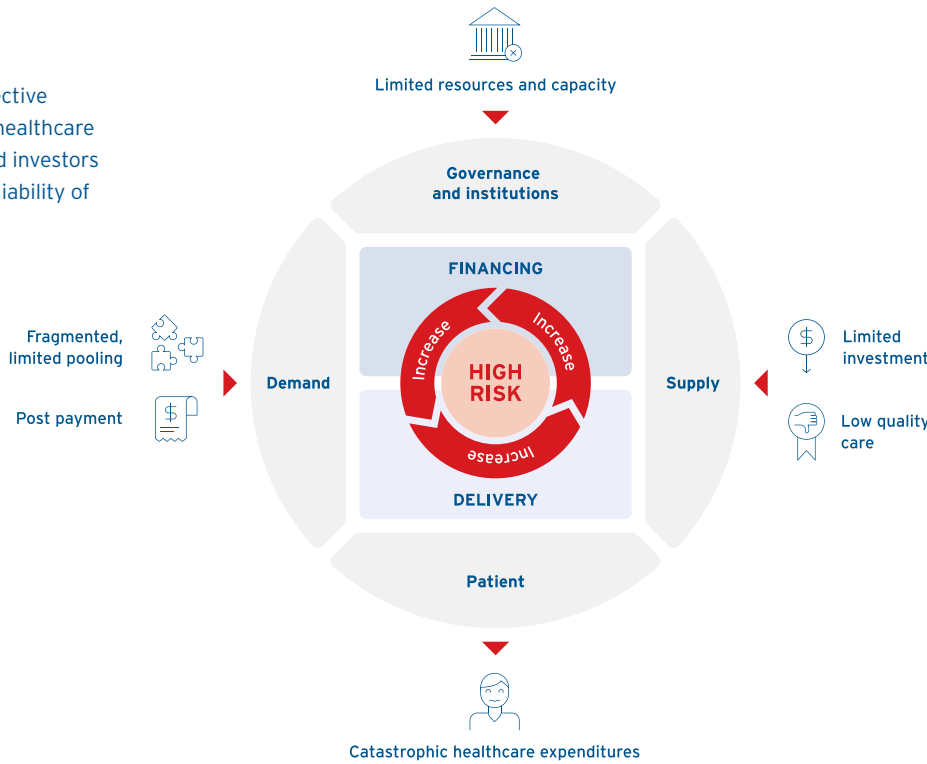 Limited resources and capacity
ctive
healthcare
d investors
iability of
Governance
and institutions
FINANCING
Fragmented,
limited pooling
Post payment
$
Demand
Increase
Increase
Increase
HIGH
RISK
Supply
$
Limited
investment
Low quality
care
DELIVERY
Patient
Catastrophic healthcare expenditures